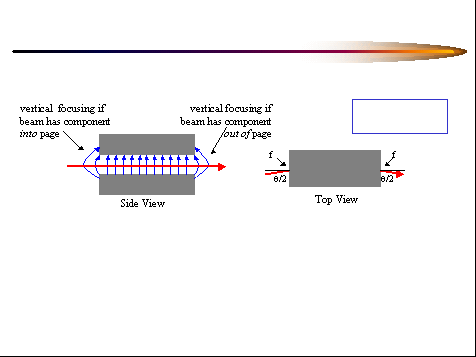 vertical focusing if
beam has component
into page
vertical focusing if
beam has component
out of page
Side View
f
f
θ/2
θ/2
Top View